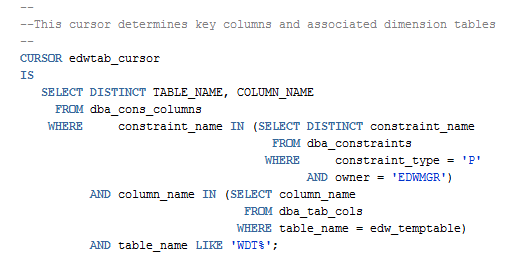 --
--This cursor determines key columns and associated dimension tables
--
CURSOR edwtab_cursor
IS
SELECT DISTINCT TABLE_NAME, COLUMN_NAME
FROM dba_cons_columns
WHERE constraint_name IN (SELECT DISTINCT constraint_name
FROM dba_constraints
WHERE constraint_type = 'P'
AND owner = 'EDWMGR')
AND column_name IN (SELECT column_name
FROM dba_tab_cols
WHERE table_name = edw_temptable)
AND table_name LIKE 'WDT%';